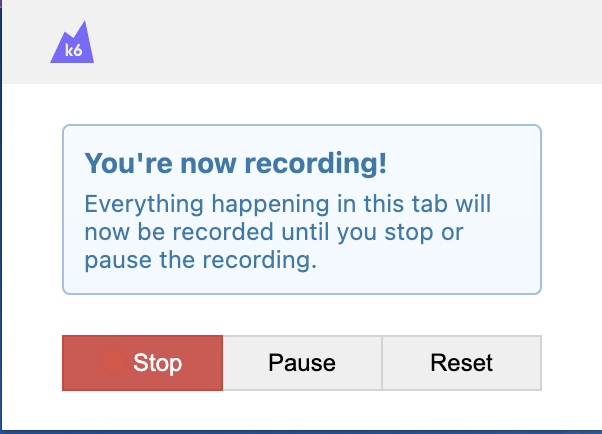 k6
You're now recording!
Everything happening in this tab will
now be recorded until you stop or
pause the recording.
Stop Pause Reset